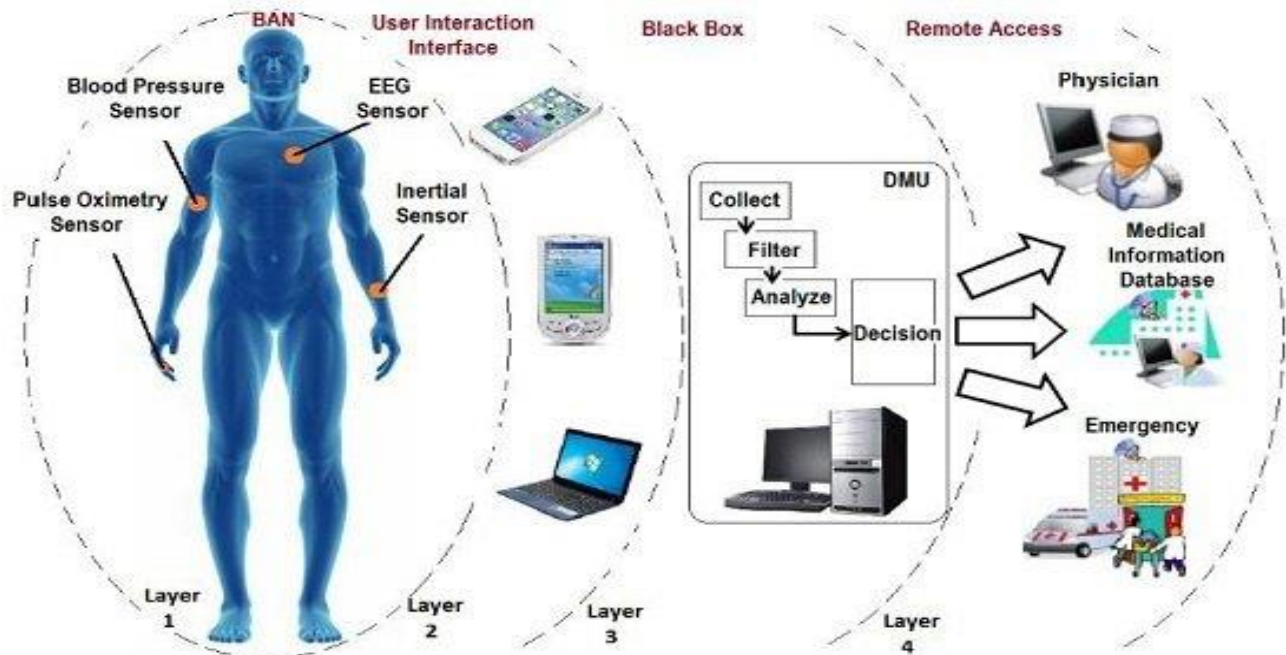 BAN
User Interaction
Interface
Black Box
Remote Access
Blood Pressure
Sensor
EEG
Sensor
Pulse Oximetry
Sensor
Inertial
Sensor
DMU
Collect
Filter
Analyze
Decision
Physician
Medical
Information
Database
Emergency
Layer
1
Layer
2
Layer
3
Layer
4